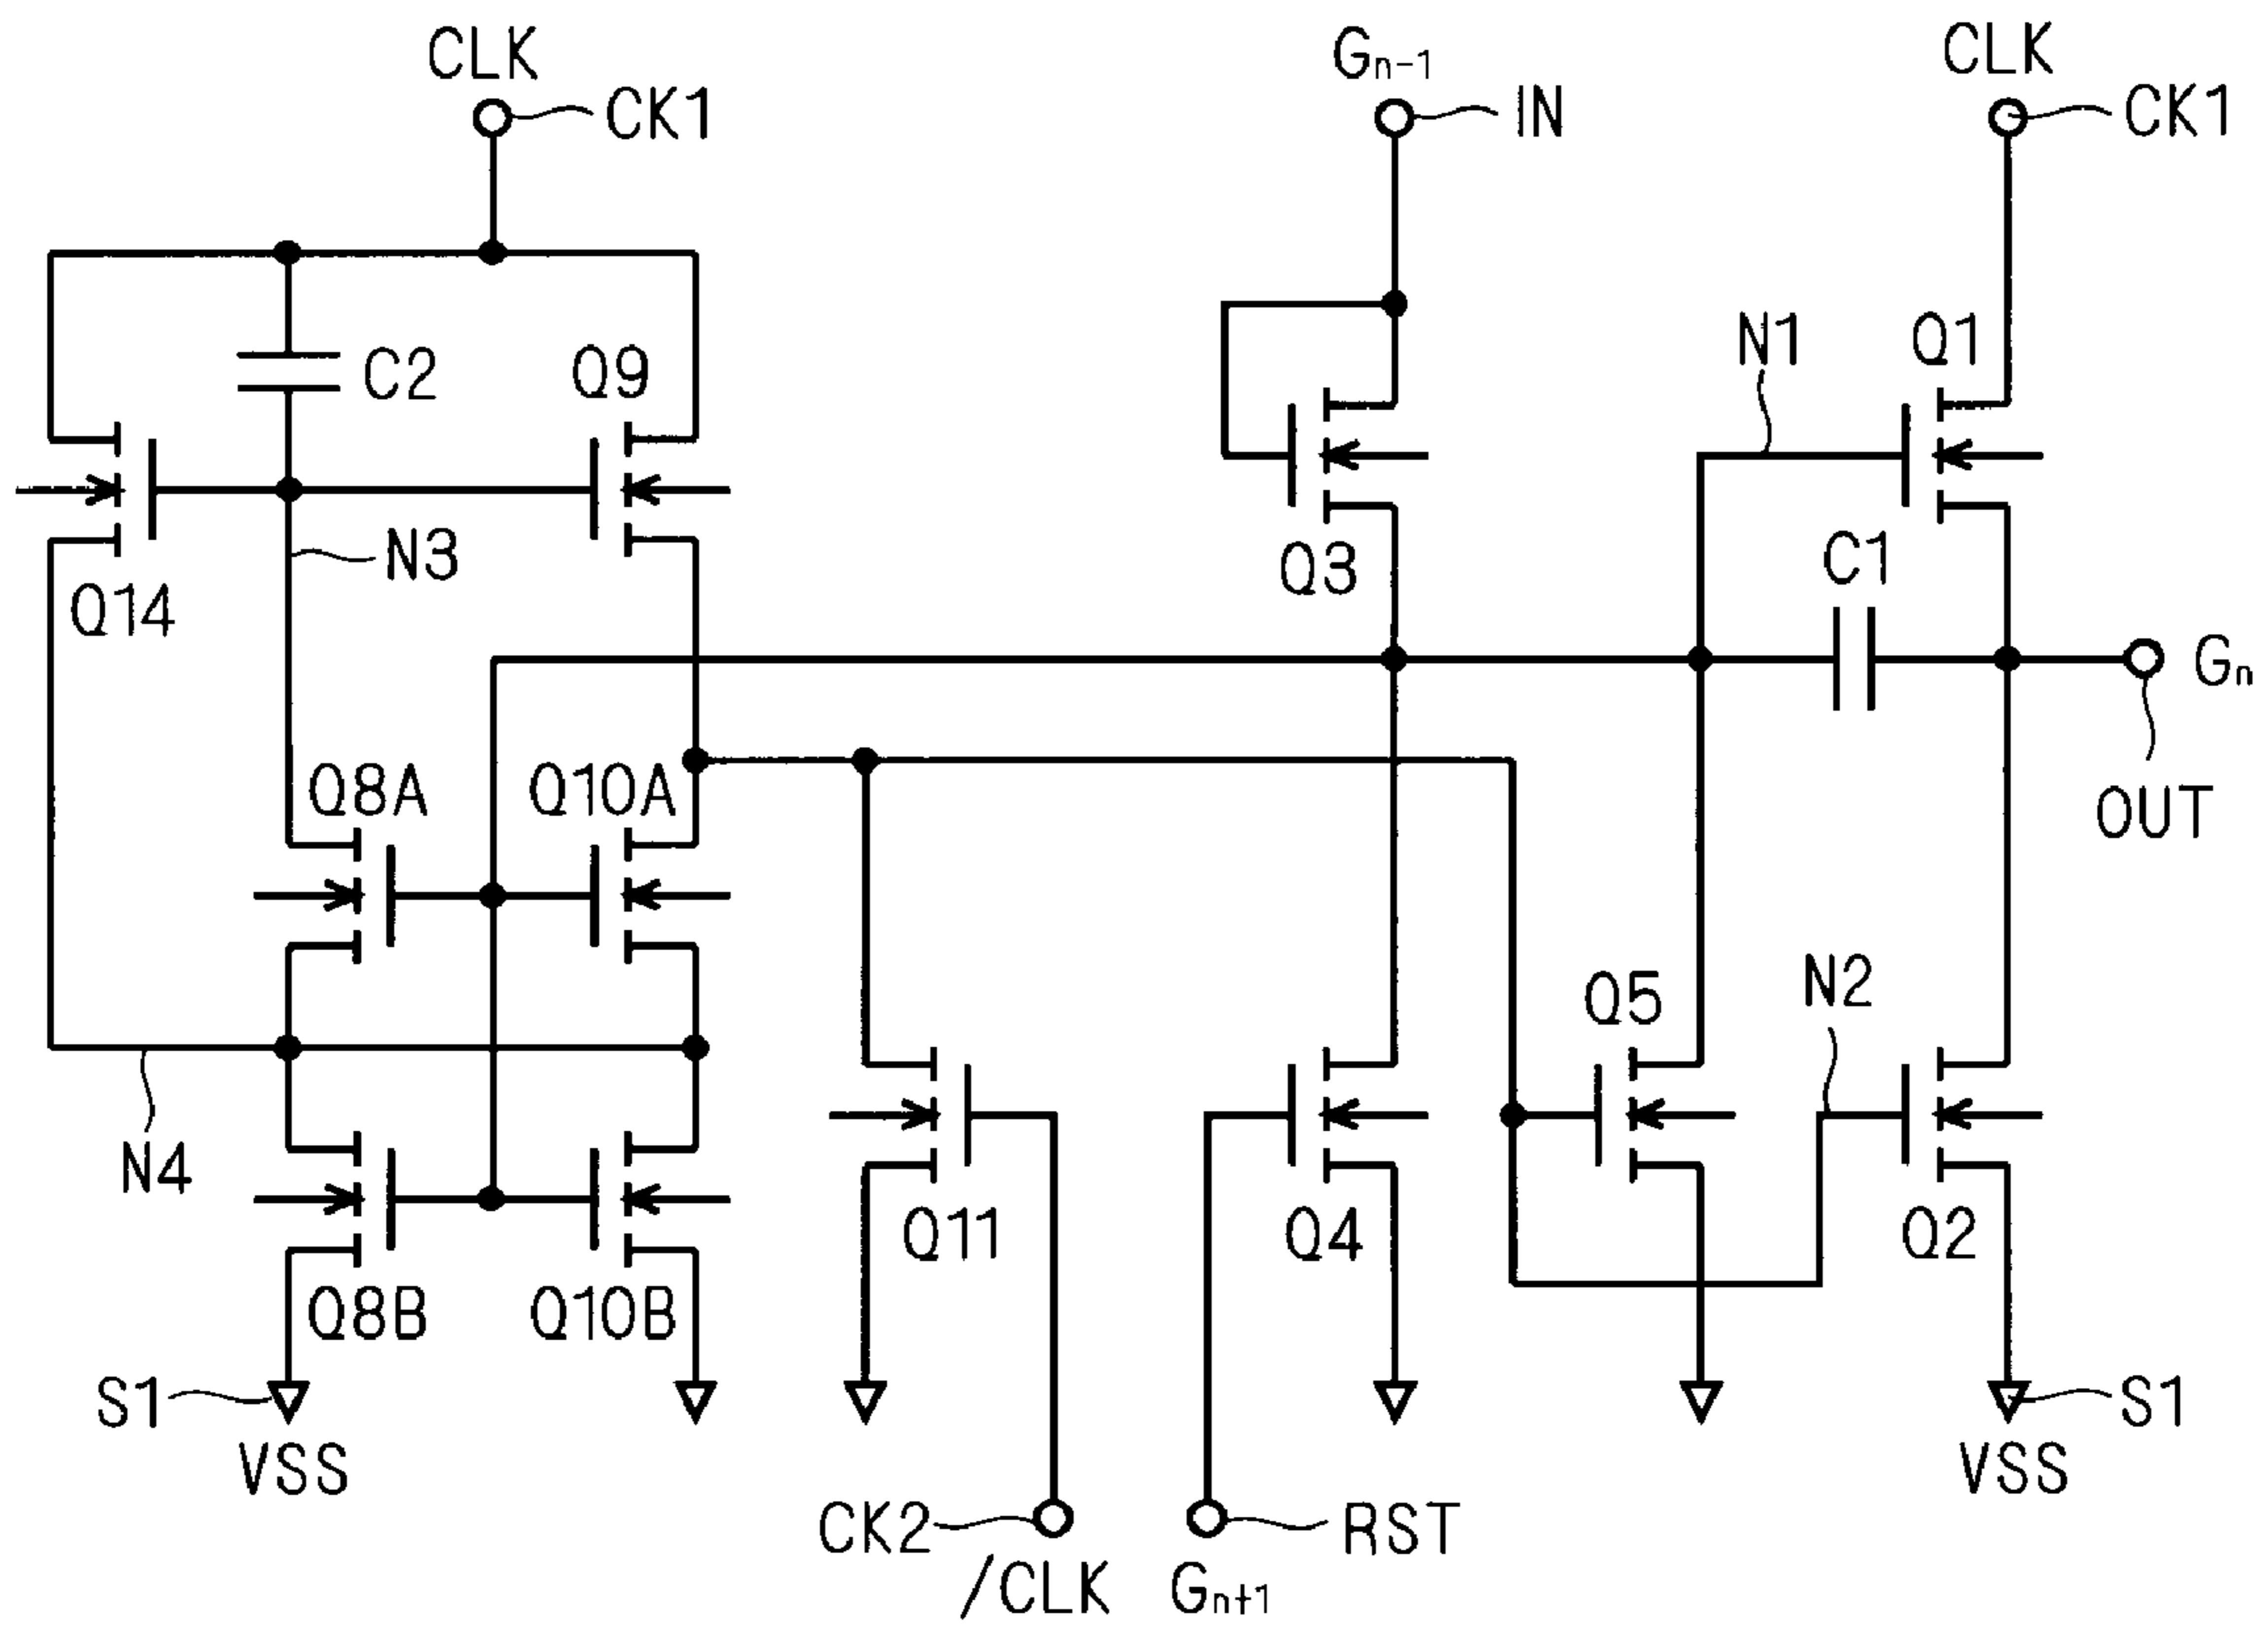 CLK
Gn-1
CLK
CK1
IN
CK1
N1
Q1
C2
Q9
N3
Q3
C1
Q14
Gn
Q8A
Q10A
OUT
Q5
N2
N4
Q11
Q4
Q2
Q8B
Q10B
S1
S1
VSS
VSS
CK2
RST
/CLK
Gn+1